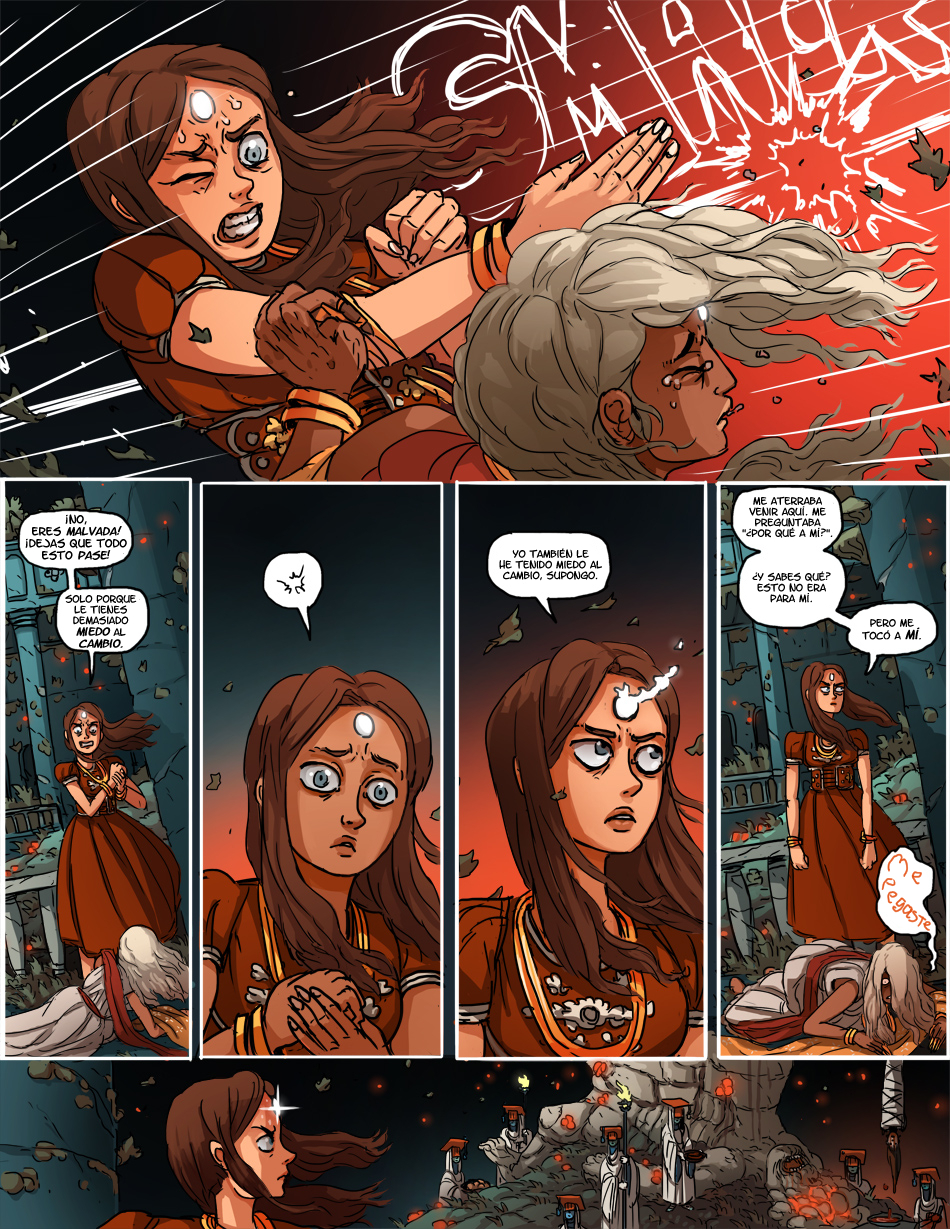 ¡NO,
ERES MALVADA!
¡DEJAS QUE TODO
ESTO PASE!
SOLO PORQUE
LE TIENES
DEMASIADO
MIEDO AL
CAMBIO.
YO TAMBIÉN LE
HE TENIDO MIEDO AL
CAMBIO, SUPONGO.
ME ATERRABA
VENIR AQUÍ. ME
PREGUNTABA
"¿POR QUÉ A MÍ?".
¿Y SABES QUÉ?
ESTO NO ERA
PARA MÍ.
PERO ME
TOCÓ A MÍ.
Me
pegaste